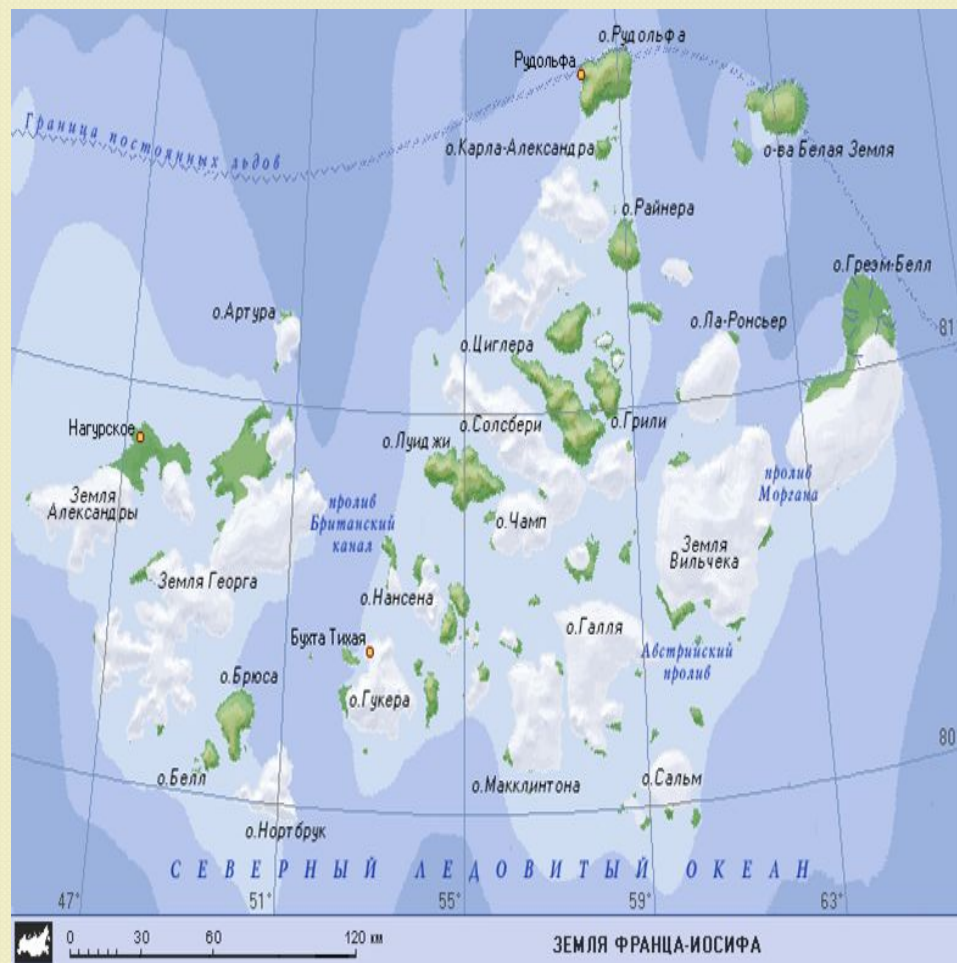 о.Рудольфа
Рудольфа
Граница постоянных льдов
о.Карла-Александра
о-ва Белая Земля
о.Райнера
о.Греэм-Белл
о.Артура
о.Ла-Ронсьер
81
о.Циглера
Нагурское
о.Солсбери
о.Грили
о.Луиджи
пролив
Моргана
Земля
Александры
пролив
Британский
канал
о.Чамп
Земля
Вильчека
Земля Георга
о.Нансена
о.Галля
Бухта Тихая
Австрийский
пролив
о.Брюса
о.Гукера
80
о.Белл
о.Макклинтона
о.Сальм
о.Нортбрук
СЕВЕРНЫЙ ЛЕДОВИТЫЙ ОКЕАН
47° 51° 55° 59° 63°
0 30 60 120 км
ЗЕМЛЯ ФРАНЦА-ИОСИФА